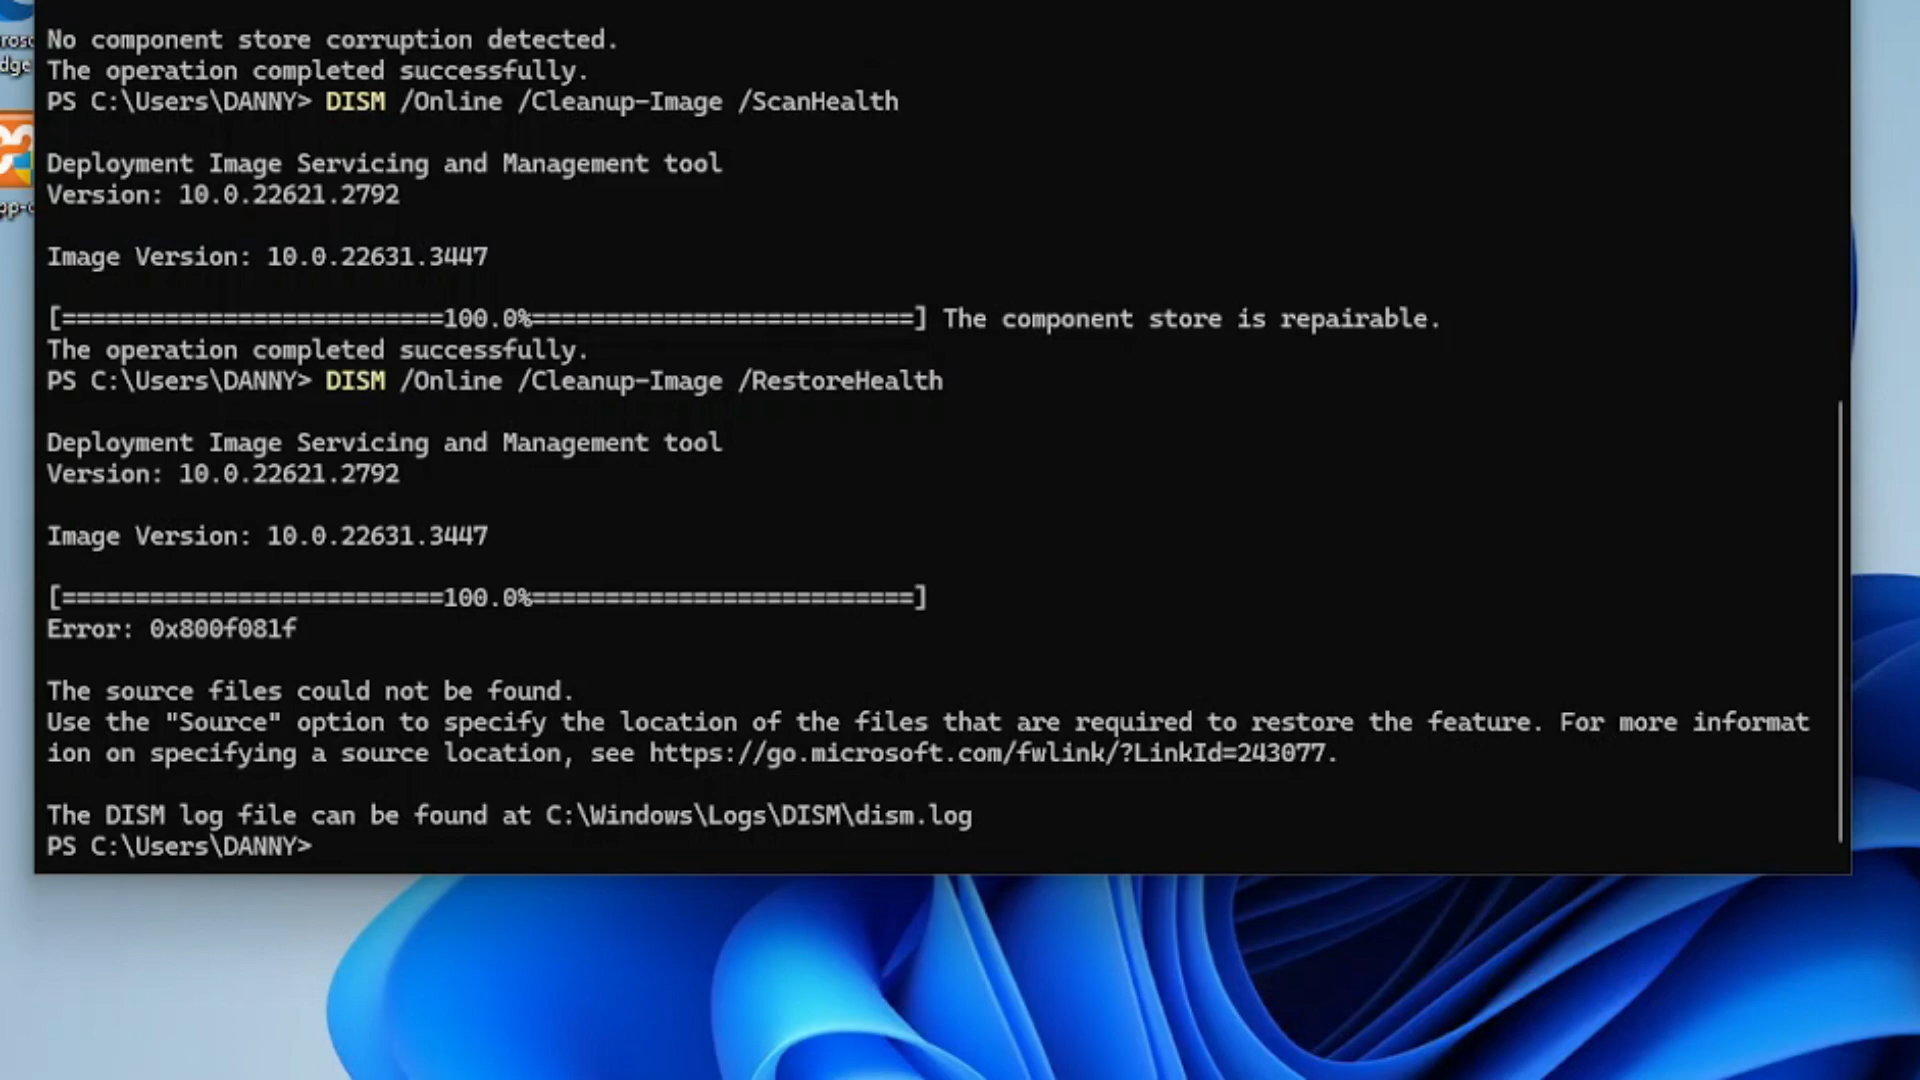 No component store corruption detected.
The operation completed successfully.
PS C:\Users\DANNY> DISM /Online /Cleanup-Image /ScanHealth
Deployment Image Servicing and Management tool
Version: 10.0.22621.2792
Image Version: 10.0.22631.3447
[==========================100.0%==========================] The component store is repairable.
The operation completed successfully.
PS C:\Users\DANNY> DISM /Online /Cleanup-Image /RestoreHealth
Deployment Image Servicing and Management tool
Version: 10.0.22621.2792
Image Version: 10.0.22631.3447
[==========================100.0%==========================]
Error: 0x800f081f
The source files could not be found.
Use the "Source" option to specify the location of the files that are required to restore the feature. For more informat
ion on specifying a source location, see https://go.microsoft.com/fwlink/?LinkId=243077.
The DISM log file can be found at C:\Windows\Logs\DISM\dism.log
PS C:\Users\DANNY>